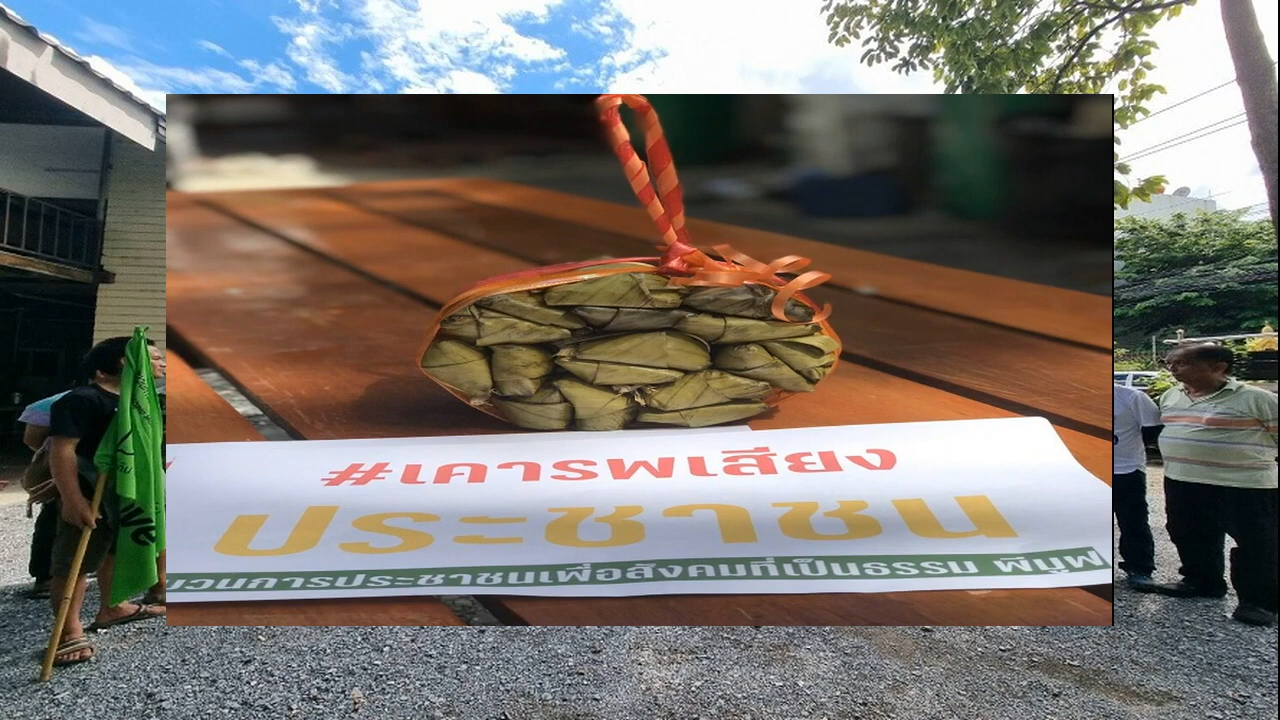 #เคารพเสียง
ประชาชน
ขบวนการประชาชนเพื่อสังคมที่เป็นธรรม พีมูฟ